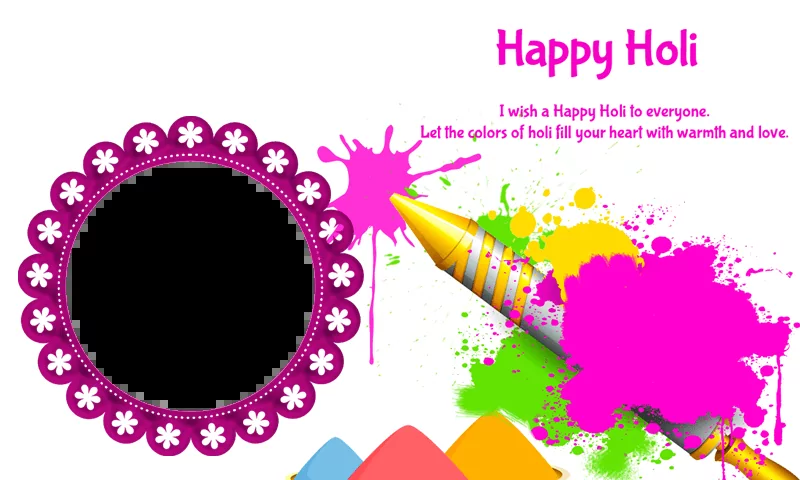 Happy Holi
I wish a Happy Holi to everyone.
Let the colors of holi fill your heart with warmth and love.